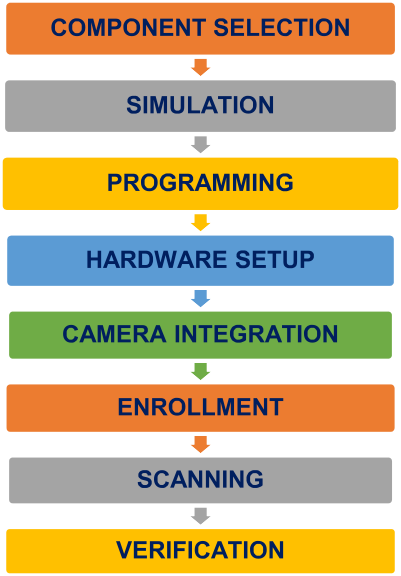 COMPONENT SELECTION
SIMULATION
PROGRAMMING
HARDWARE SETUP
CAMERA INTEGRATION
ENROLLMENT
SCANNING
VERIFICATION